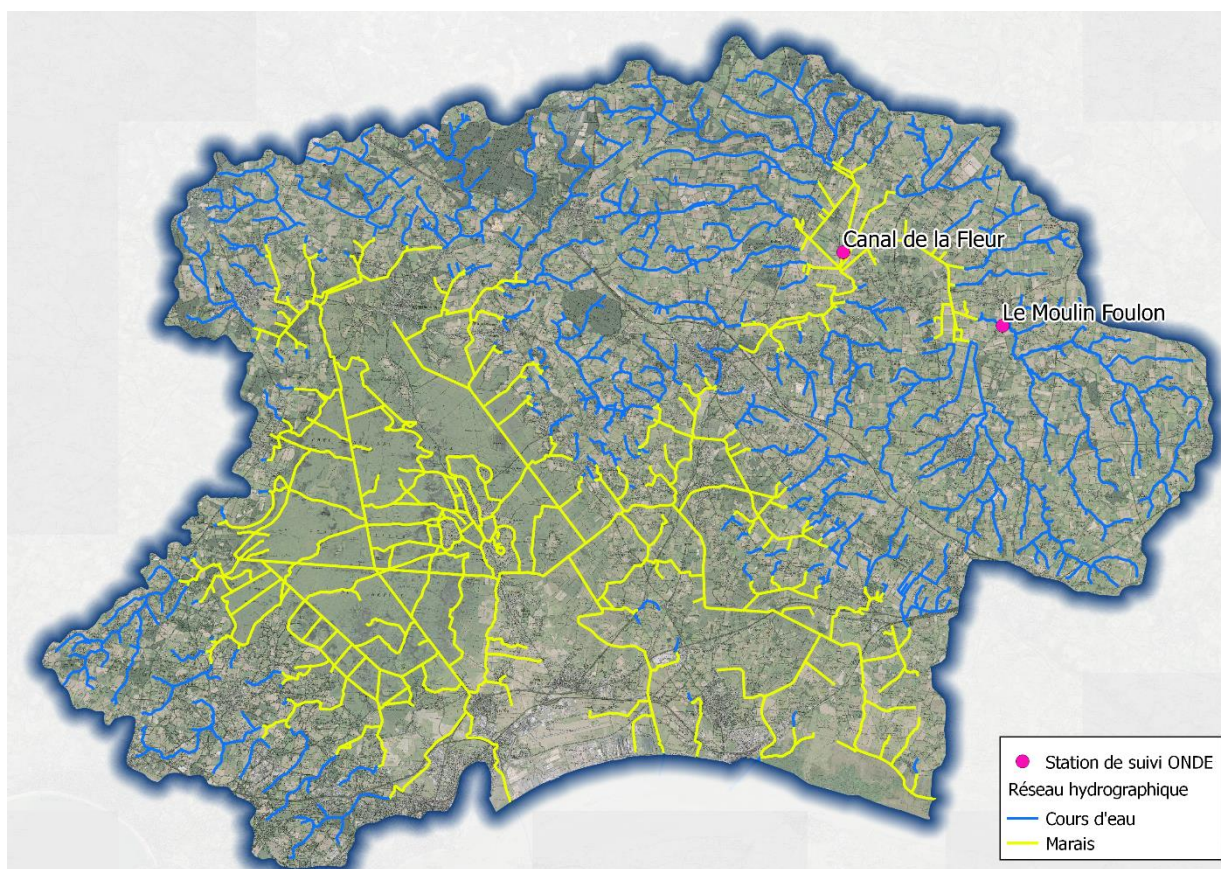 Canal de la Fleur
Le Moulin Foulon
Station de suivi ONDE
Réseau hydrographique
Cours d'eau
Marais